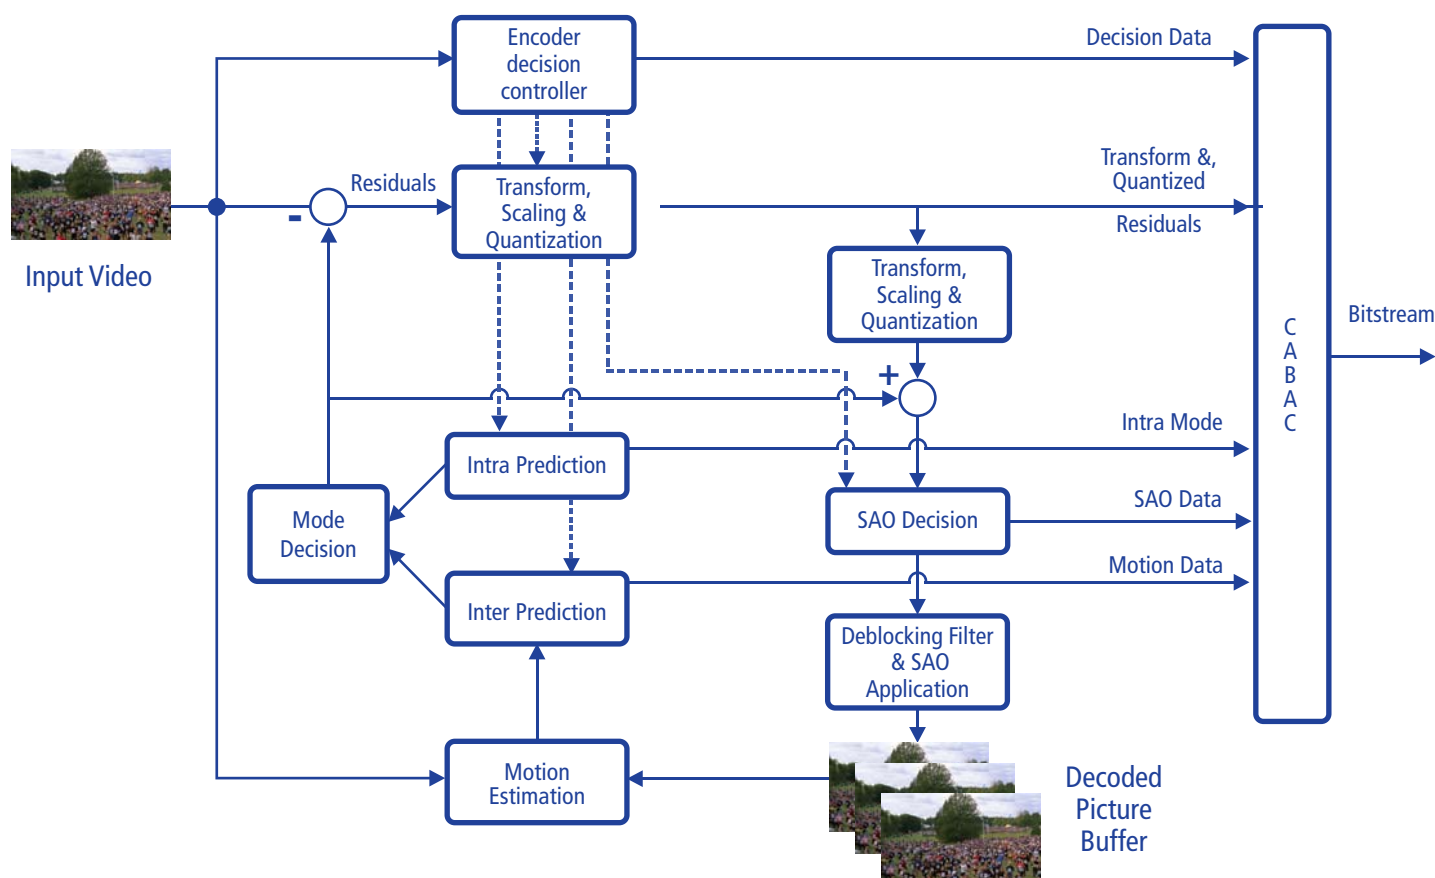 Encoder
decision
controller
Decision Data
Transform &,
Quantized
Residuals
Residuals
-
Transform,
Scaling &
Quantization
Input Video
Transform,
Scaling &
Quantization
+
C
A
B
A
C
Bitstream
Intra Mode
Intra Prediction
SAO Data
Mode
Decision
SAO Decision
Motion Data
Inter Prediction
Deblocking Filter
& SAO
Application
Motion
Estimation
Decoded
Picture
Buffer